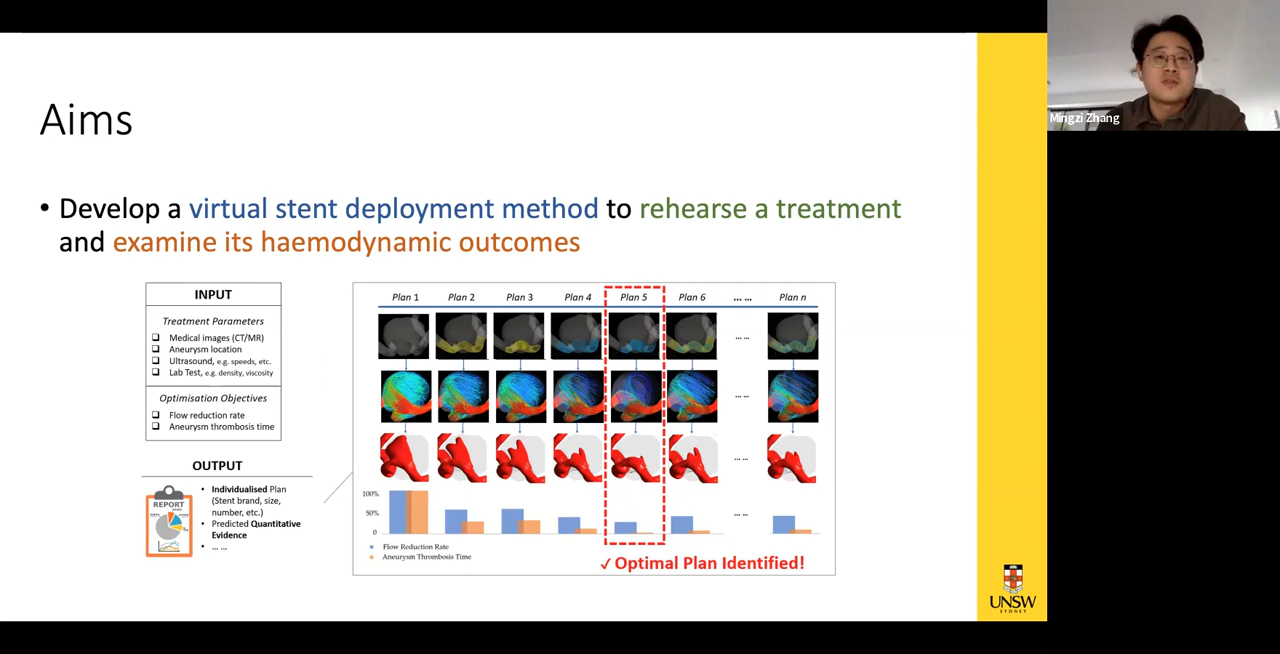 Mingzi Zhang
Aims
• Develop a virtual stent deployment method to rehearse a treatment
and examine its haemodynamic outcomes
INPUT
Treatment Parameters
Medical images (CT/MR)
Aneurysm location
Ultrasound, e.g. speeds, etc.
Lab Test, e.g. density, viscosity
Optimisation Objectives
Flow reduction rate
Aneurysm thrombosis time
OUTPUT
REPORT
• Individualised Plan
(Stent brand, size,
number, etc.)
• Predicted Quantitative
Evidence
• ... ...
Plan 1 Plan 2 Plan 3 Plan 4 Plan 5 Plan 6 ... ... Plan n
... ...
... ...
... ...
100%
50%
0
... ...
Flow Reduction Rate
Aneurysm Thrombosis Time
✓ Optimal Plan Identified!
UNSW
SYDNEY